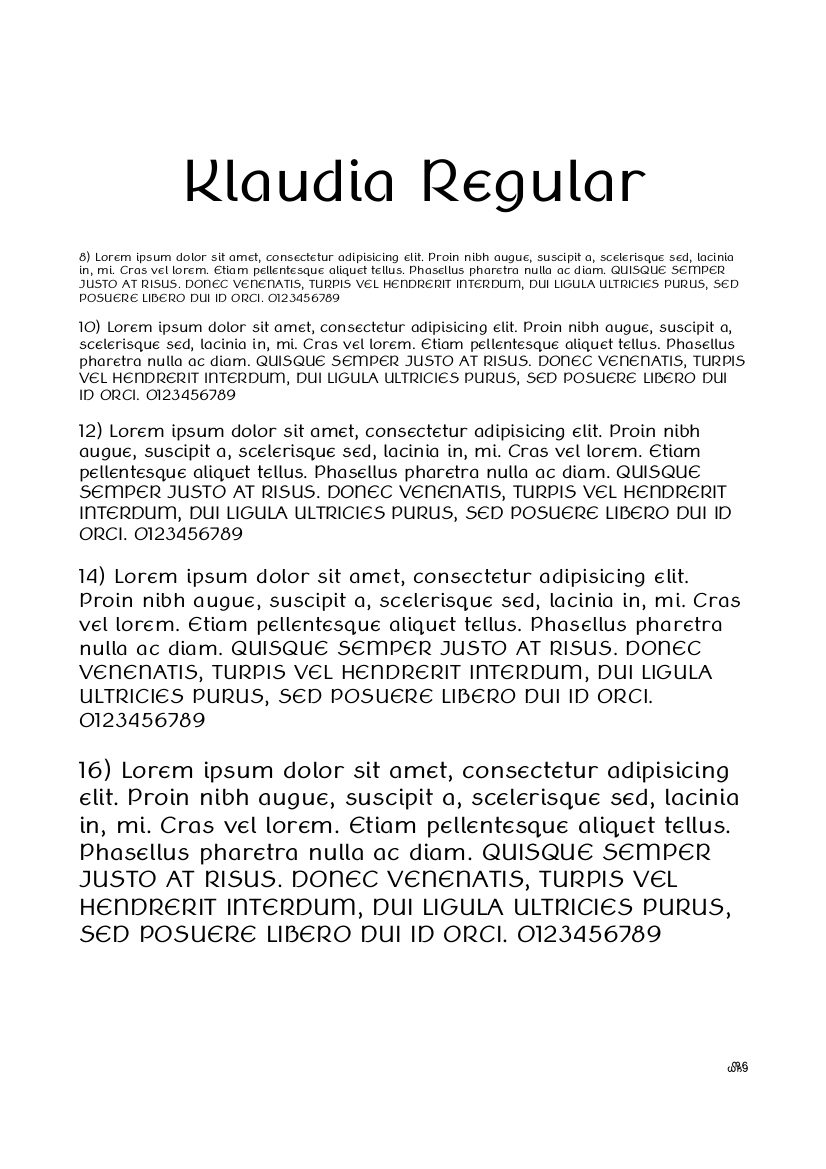 Klaudia Regular
8) Lorem ipsum dolor sit amet, consectetur adipisicing elit. Proin nibh augue, suscipit a, scelerisque sed, lacinia
in, mi. Cras vel lorem. Etiam pellentesque aliquet tellus. Phasellus pharetra nulla ac diam. QUISQUE SEMPER
JUSTO AT RISUS. DONEC VENENATIS, TURPIS VEL HENDRERIT INTERDUM, DUI LIGULA ULTRICIES PURUS, SED
POSUERE LIBERO DUI ID ORCI. 0123456789
10) Lorem ipsum dolor sit amet, consectetur adipisicing elit. Proin nibh augue, suscipit a,
scelerisque sed, lacinia in, mi. Cras vel lorem. Etiam pellentesque aliquet tellus. Phasellus
pharetra nulla ac diam. QUISQUE SEMPER JUSTO AT RISUS. DONEC VENENATIS, TURPIS
VEL HENDRERIT INTERDUM, DUI LIGULA ULTRICIES PURUS, SED POSUERE LIBERO DUI
ID ORCI. 0123456789
12) Lorem ipsum dolor sit amet, consectetur adipisicing elit. Proin nibh
augue, suscipit a, scelerisque sed, lacinia in, mi. Cras vel lorem. Etiam
pellentesque aliquet tellus. Phasellus pharetra nulla ac diam. QUISQUE
SEMPER JUSTO AT RISUS. DONEC VENENATIS, TURPIS VEL HENDRERIT
INTERDUM, DUI LIGULA ULTRICIES PURUS, SED POSUERE LIBERO DUI ID
ORCI. 0123456789
14) Lorem ipsum dolor sit amet, consectetur adipisicing elit.
Proin nibh augue, suscipit a, scelerisque sed, lacinia in, mi. Cras
vel lorem. Etiam pellentesque aliquet tellus. Phasellus pharetra
nulla ac diam. QUISQUE SEMPER JUSTO AT RISUS. DONEC
VENENATIS, TURPIS VEL HENDRERIT INTERDUM, DUI LIGULA
ULTRICIES PURUS, SED POSUERE LIBERO DUI ID ORCI.
0123456789
16) Lorem ipsum dolor sit amet, consectetur adipisicing
elit. Proin nibh augue, suscipit a, scelerisque sed, lacinia
in, mi. Cras vel lorem. Etiam pellentesque aliquet tellus.
Phasellus pharetra nulla ac diam. QUISQUE SEMPER
JUSTO AT RISUS. DONEC VENENATIS, TURPIS VEL
HENDRERIT INTERDUM, DUI LIGULA ULTRICIES PURUS,
SED POSUERE LIBERO DUI ID ORCI. 0123456789